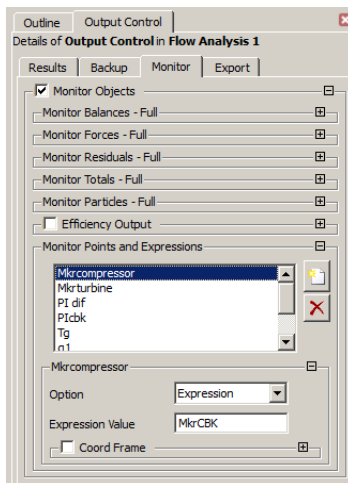 Outline
Output Control
Details of Output Control in Flow Analysis 1
Results
Backup
Monitor
Export
Monitor Objects
Monitor Balances - Full
Monitor Forces - Full
Monitor Residuals - Full
Monitor Totals - Full
Monitor Particles - Full
Efficiency Output
Monitor Points and Expressions
Mkrcompressor
Mkrturbine
PI dif
PIcbk
Tg
Mkrcompressor
Option
Expression
Expression Value
MkrCBK
Coord Frame